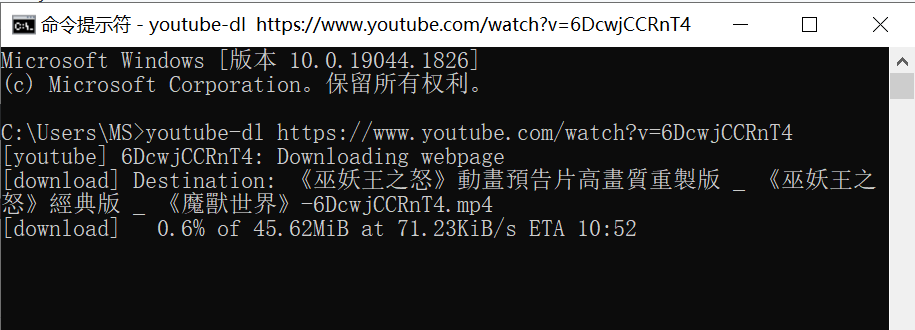 命令提示符 - youtube-dl  https://www.youtube.com/watch?v=6DcwjCCRnT4
Microsoft Windows [版本 10.0.19044.1826]
(c) Microsoft Corporation。保留所有权利。
C:\Users\MS>youtube-dl https://www.youtube.com/watch?v=6DcwjCCRnT4
[youtube] 6DcwjCCRnT4: Downloading webpage
[download] Destination: 《巫妖王之怒》動畫預告片高畫質重製版 _ 《巫妖王之
怒》經典版 _ 《魔獸世界》-6DcwjCCRnT4.mp4
[download]   0.6% of 45.62MiB at 71.23KiB/s ETA 10:52